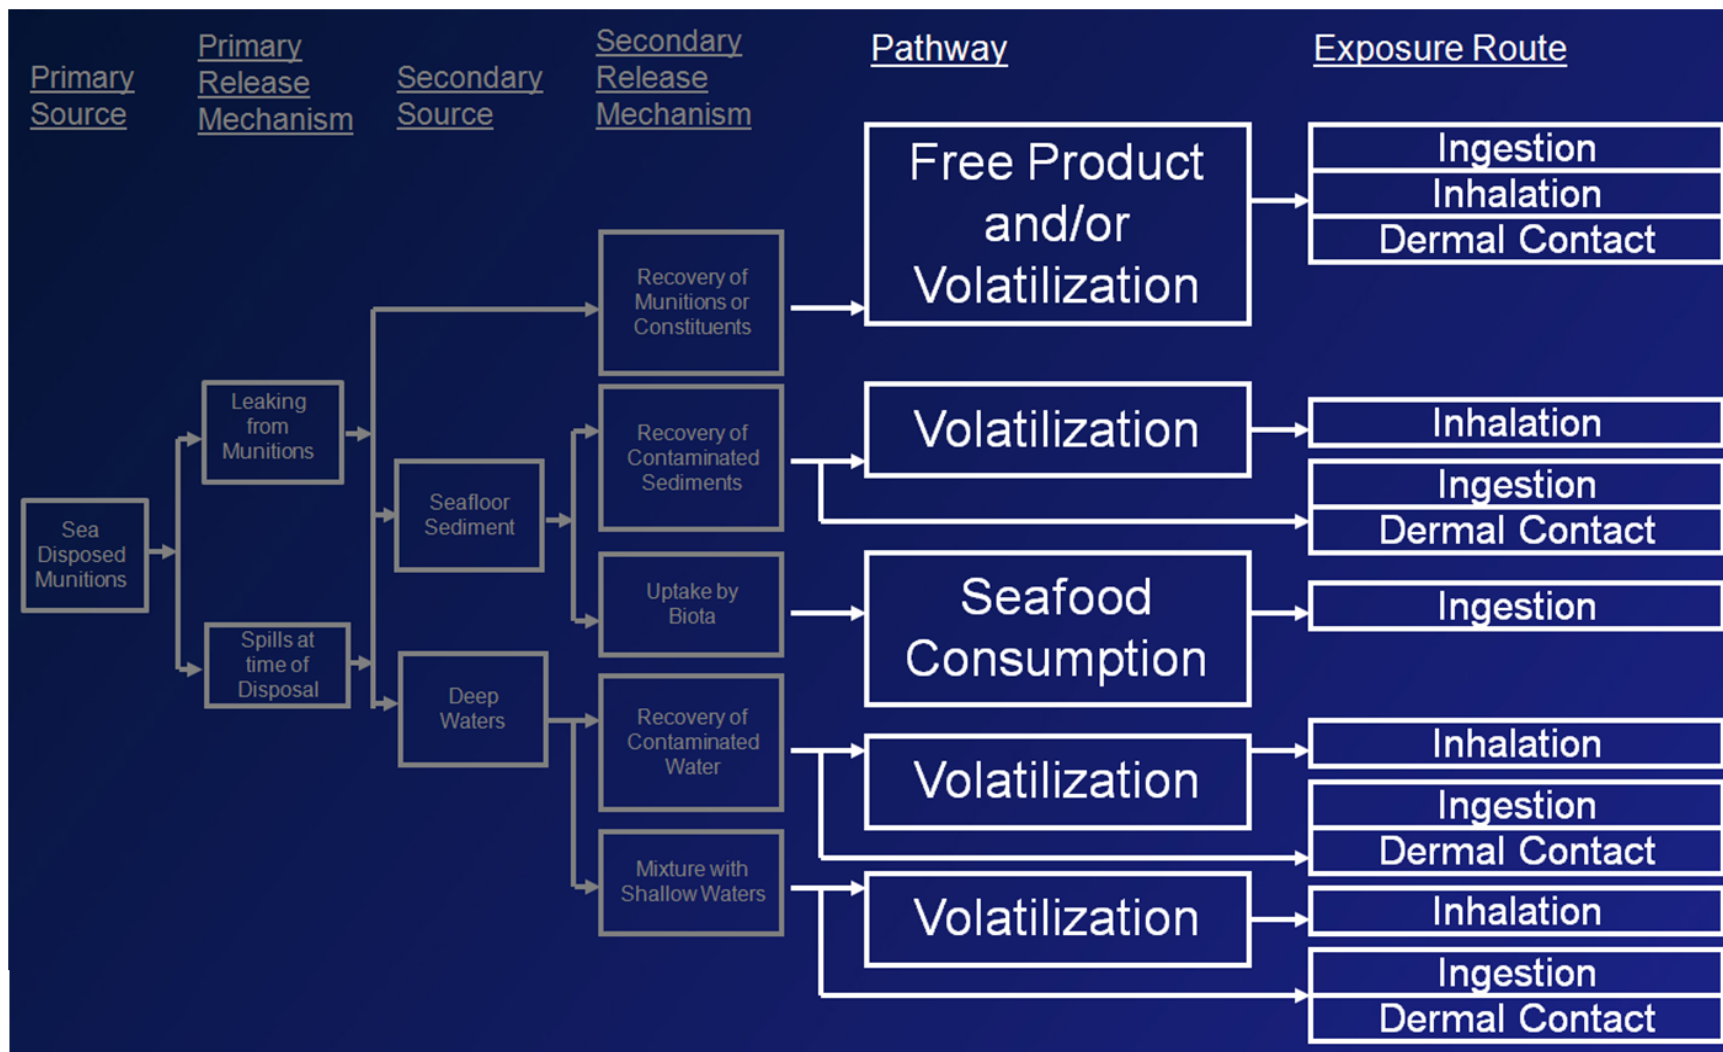 Primary
Source
Primary
Release
Mechanism
Secondary
Source
Secondary
Release
Mechanism
Pathway
Exposure Route
Sea
Disposed
Munitions
Leaking
from
Munitions
Spills at
time of
Disposal
Seafloor
Sediment
Deep
Waters
Recovery of
Munitions or
Constituents
Recovery of
Contaminated
Sediments
Uptake by
Biota
Recovery of
Contaminated
Water
Mixture with
Shallow Waters
Free Product
and/or
Volatilization
Volatilization
Seafood
Consumption
Volatilization
Volatilization
Ingestion
Inhalation
Dermal Contact
Inhalation
Ingestion
Dermal Contact
Ingestion
Inhalation
Ingestion
Dermal Contact
Inhalation
Ingestion
Dermal Contact